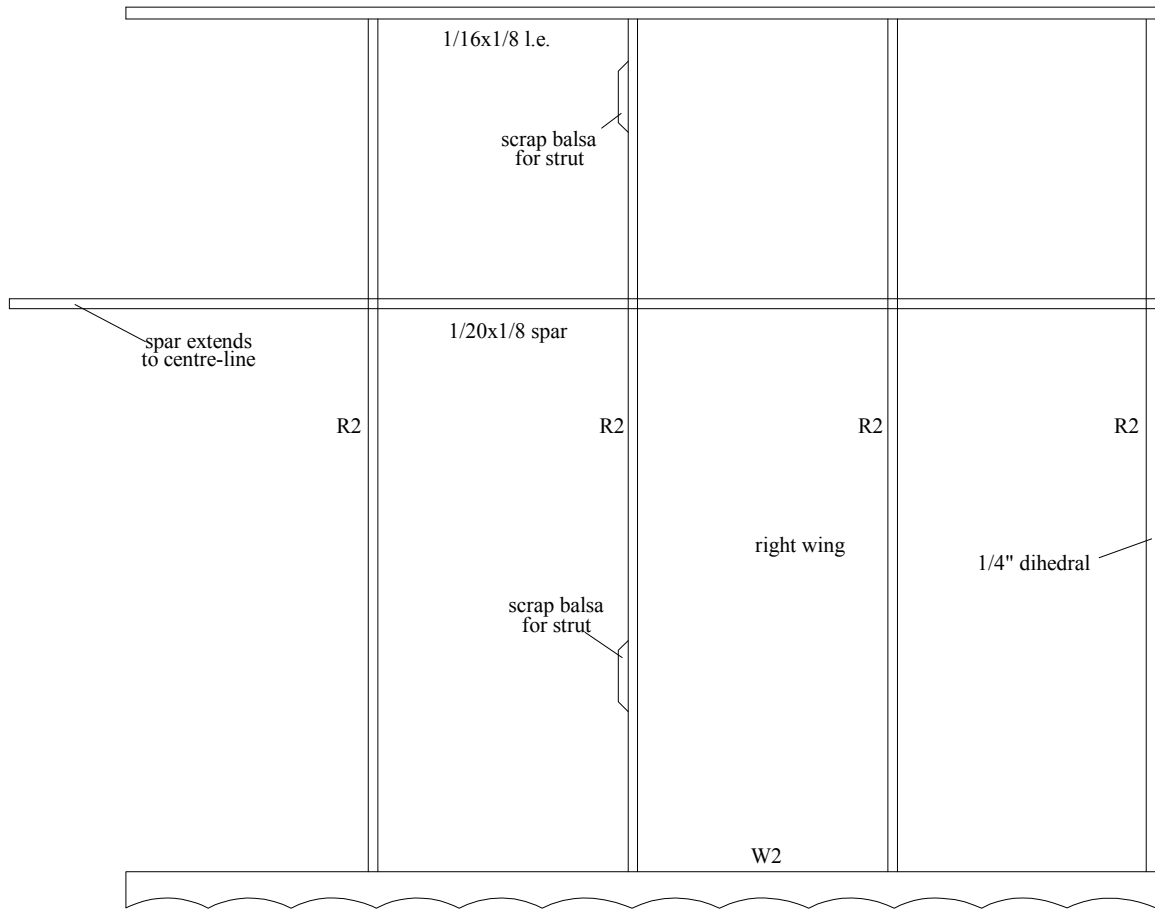 1/16x1/8 l.e.
scrap balsa
for strut
spar extends
to centre-line
1/20x1/8 spar
R2
R2
R2
R2
right wing
1/4" dihedral
scrap balsa
for strut
W2